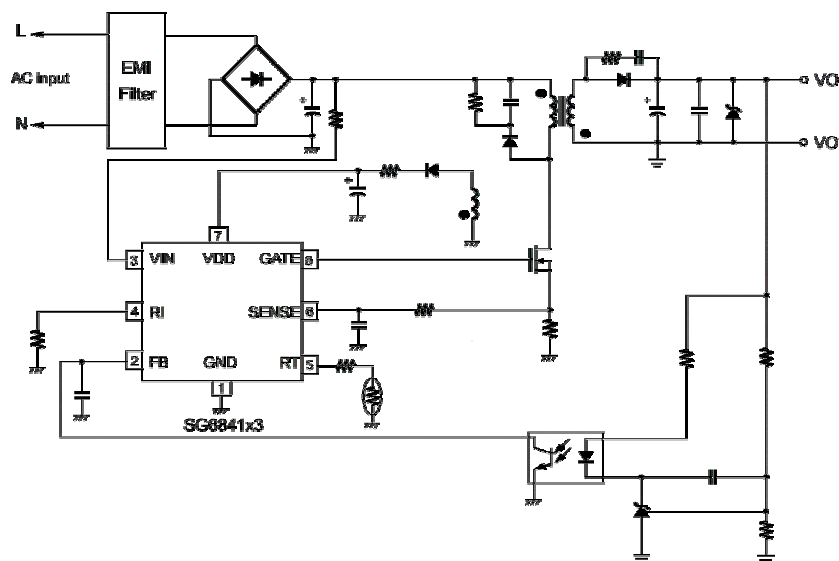 L
AC input
N
EMI
Filter
VO
VO
7
3 VIN VDD GATE 8
4 RI SENSE 6
2 FB GND RT 5
1
SG6841x3